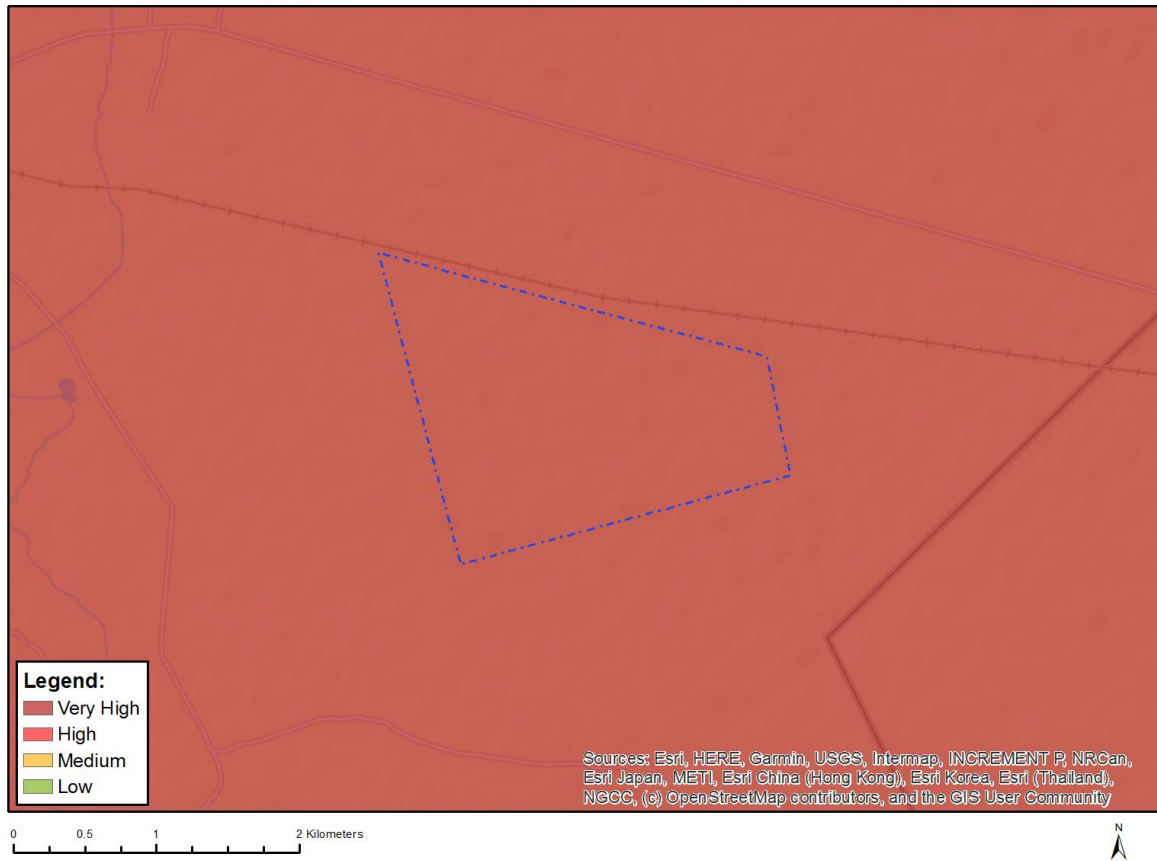 Legend:
Very High
High
Medium
Low
Sources: Esri, HERE, Garmin, USGS, Intermap, INCREMENT P, NRCan,
Esri Japan, METI, Esri China (Hong Kong), Esri Korea, Esri (Thailand),
NGCC, (c) OpenStreetMap contributors, and the GIS User Community
0 0.5 1 2 Kilometers
N